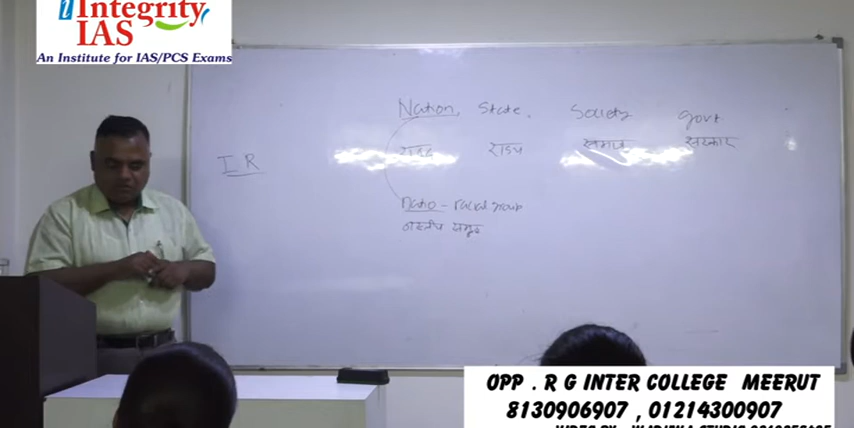 Integrity
IAS
An Institute for IAS/PCS Exams
Nation, State. Society govt
राष्ट्र राज्य समाज सरकार
IR
Natio - racial group
नस्लीय समूह
OPP . R G INTER COLLEGE MEERUT
8130906907 , 01214300907